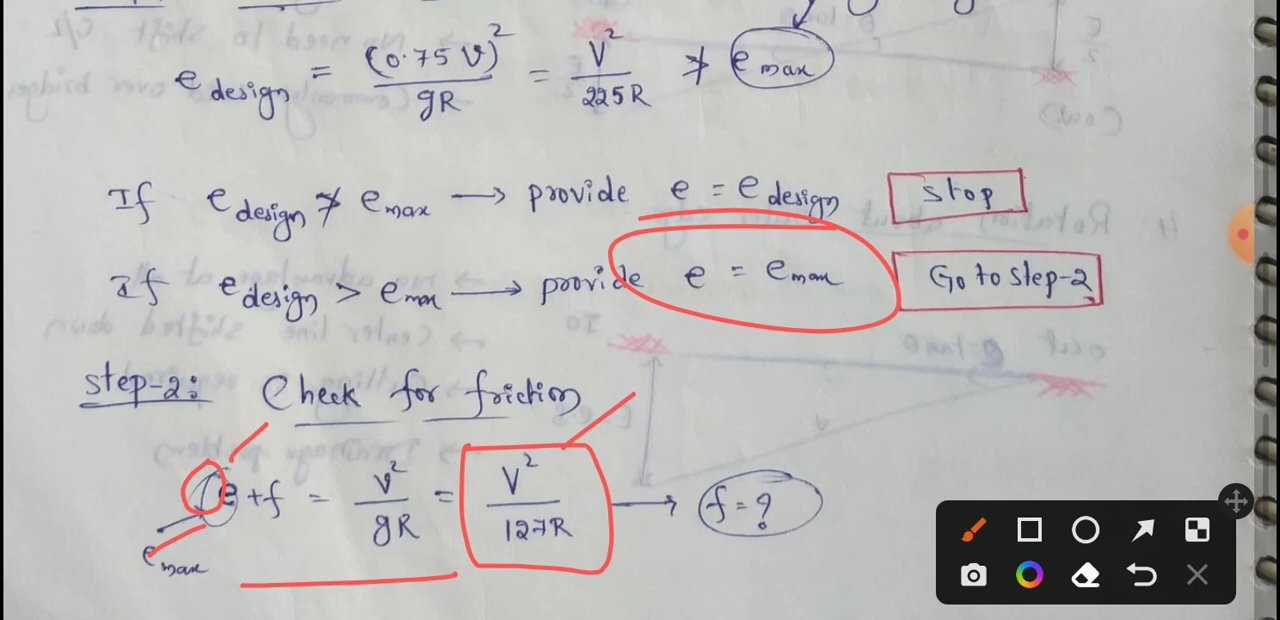 e design = (0.75 v)² / gR = V² / 225R ≯ e max
If e design ≯ e max → provide e = e design Stop
If e design > e max → provide e = e max Go to step-2
Step-2: Check for friction
e + f = v² / gR = V² / 127R → f = ?
e max